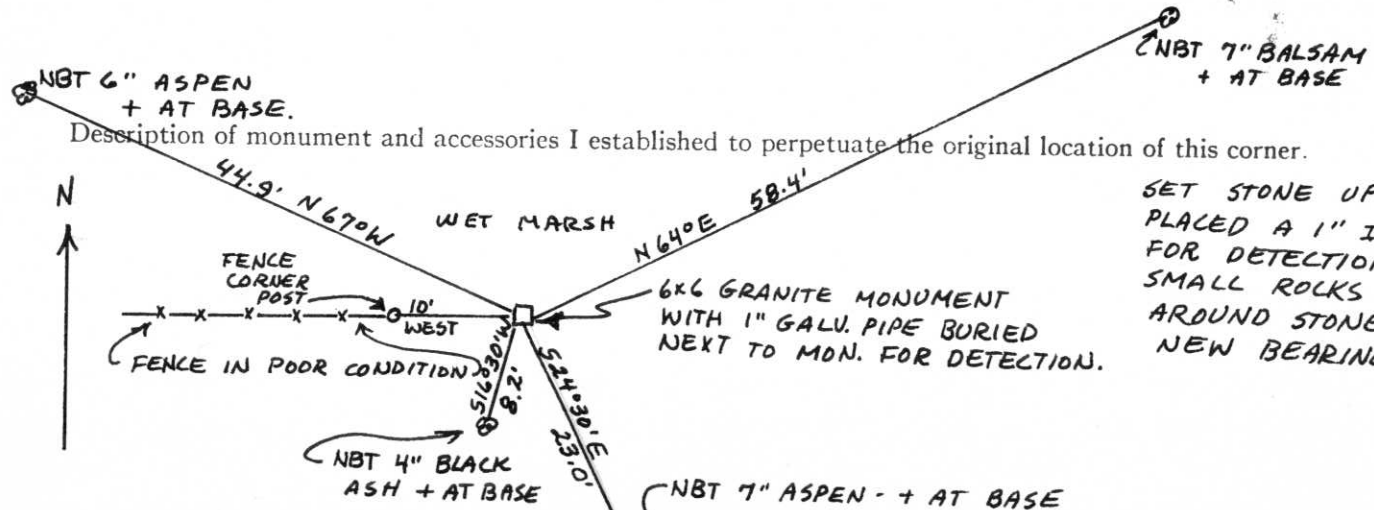 NBT 6" ASPEN
+ AT BASE.
NBT 7" BALSAM
+ AT BASE
Description of monument and accessories I established to perpetuate the original location of this corner.
44.9' N 67°W
WET MARSH
N 64°E 58.4'
N
FENCE
CORNER
POST
10'
WEST
FENCE IN POOR CONDITION
6x6 GRANITE MONUMENT
WITH 1" GALV. PIPE BURIED
NEXT TO MON. FOR DETECTION.
SET STONE
PLACED A 1"
FOR DETECTION
SMALL ROCKS
AROUND STONE
NEW BEARING
S16°30'W
8.2'
S24°30'E
23.0'
NBT 4" BLACK
ASH + AT BASE
NBT 7" ASPEN - + AT BASE